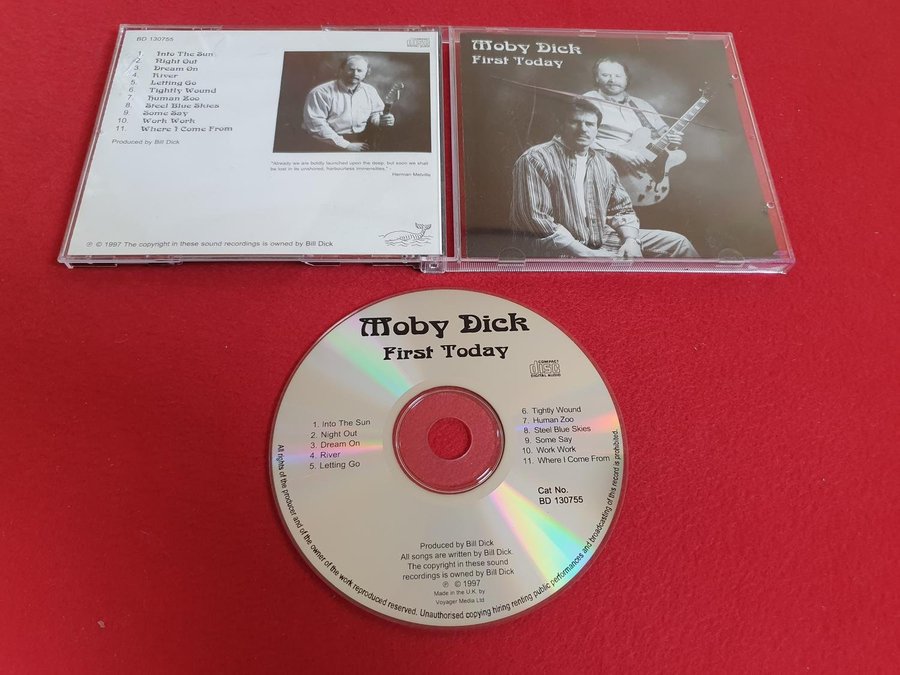 BD 130755
COMPACT
disc
DIGITAL AUDIO
1. Into The Sun
2. Right Out
3. Dream On
4. River
5. Letting Go
6. Tightly Wound
7. Human Zoo
8. Steel Blue Skies
9. Some Say
10. Work Work
11. Where I Come From
Produced by Bill Dick
"Already we are boldly launched upon the deep, but soon we shall
be lost in its unshored, harbourless immensities." -
Herman Melville
℗ © 1997 The copyright in these sound recordings is owned by Bill Dick
Moby Dick
First Today
Moby Dick
First Today
COMPACT
disc
DIGITAL AUDIO
1. Into The Sun
2. Night Out
3. Dream On
4. River
5. Letting Go
6. Tightly Wound
7. Human Zoo
8. Steel Blue Skies
9. Some Say
10. Work Work
11. Where I Come From
Cat No.
BD 130755
Produced by Bill Dick
All songs are written by Bill Dick.
The copyright in these sound
recordings is owned by Bill Dick
℗ © 1997
Made in the U.K. by
Voyager Media Ltd
All rights of the producer and of the owner of the work reproduced reserved. Unauthorised copying hiring renting public performances and broadcasting of this record is prohibited.